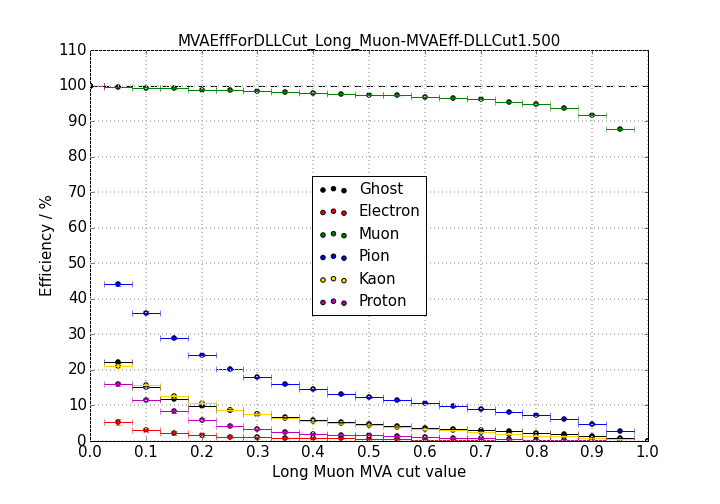 MVAEffForDLLCut_Long_Muon-MVAEff-DLLCut1.500
110
100
90
80
70
60
50
40
30
20
10
0
Efficiency / %
Ghost
Electron
Muon
Pion
Kaon
Proton
0.0 0.1 0.2 0.3 0.4 0.5 0.6 0.7 0.8 0.9 1.0
Long Muon MVA cut value